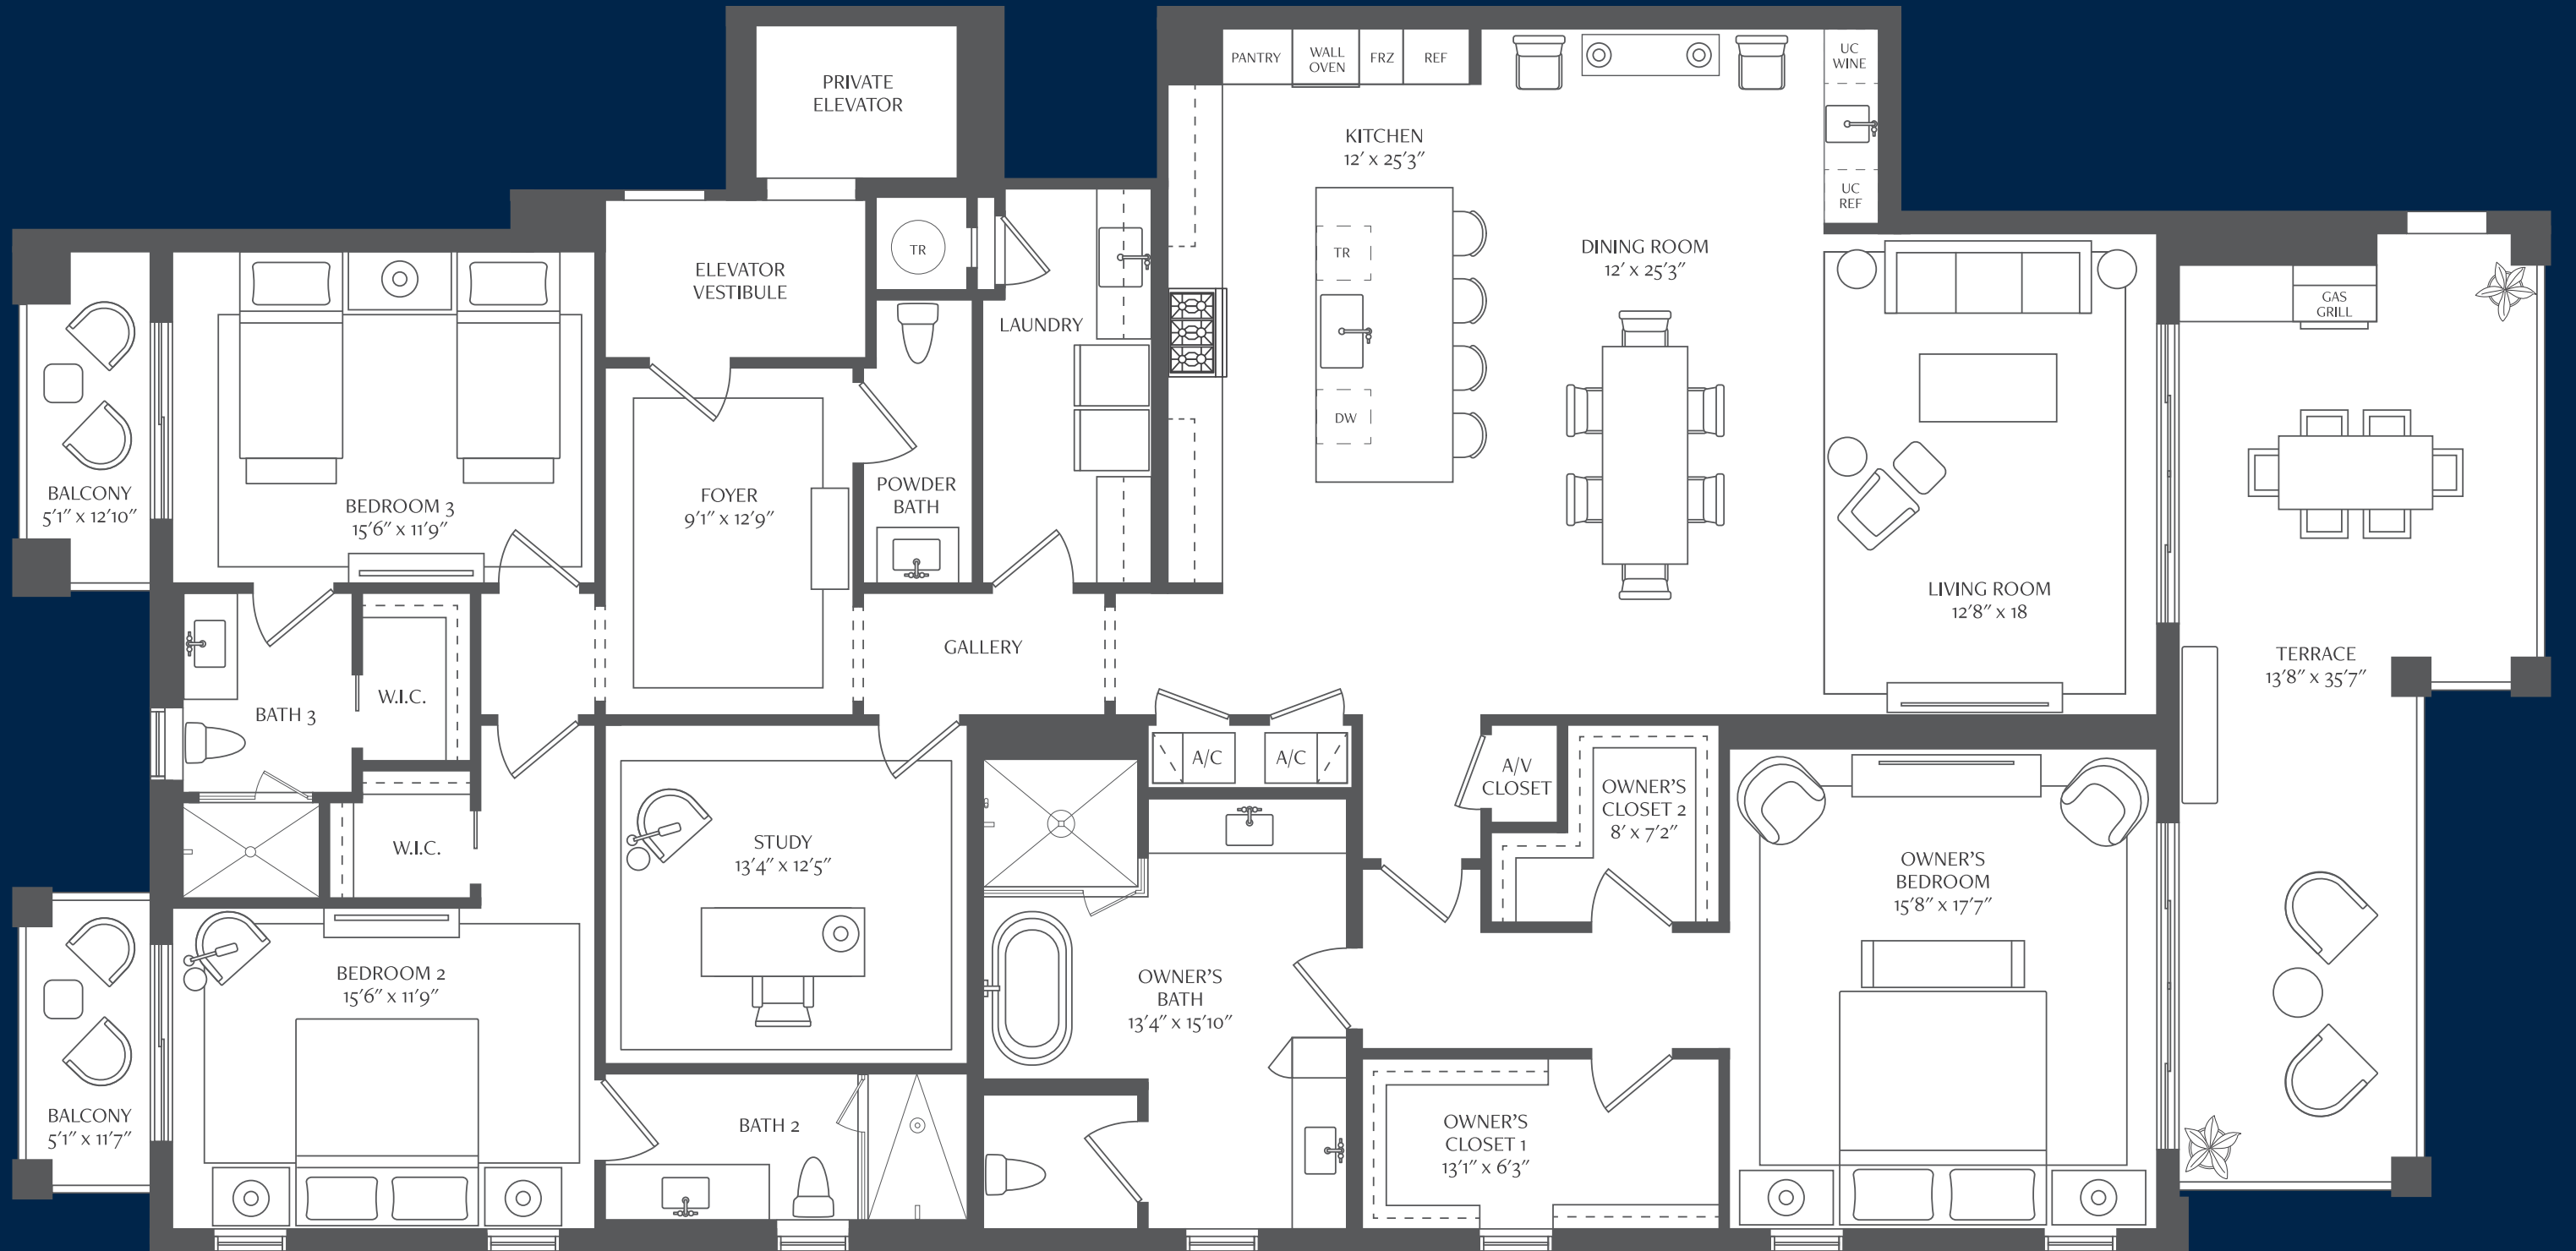 PRIVATE
ELEVATOR
PANTRY
WALL
OVEN
FRZ
REF
UC
WINE
KITCHEN
12' x 25'3"
UC
REF
TR
ELEVATOR
VESTIBULE
TR
DINING ROOM
12' x 25'3"
GAS
GRILL
LAUNDRY
DW
BALCONY
5'1" x 12'10"
BEDROOM 3
15'6" x 11'9"
FOYER
9'1" x 12'9"
POWDER
BATH
LIVING ROOM
12'8" x 18
GALLERY
TERRACE
13'8" x 35'7"
W.I.C.
BATH 3
A/C
A/C
A/V
CLOSET
OWNER'S
CLOSET 2
8' x 7'2"
W.I.C.
STUDY
13'4" x 12'5"
OWNER'S
BEDROOM
15'8" x 17'7"
BEDROOM 2
15'6" x 11'9"
OWNER'S
BATH
13'4" x 15'10"
BALCONY
5'1" x 11'7"
BATH 2
OWNER'S
CLOSET 1
13'1" x 6'3"